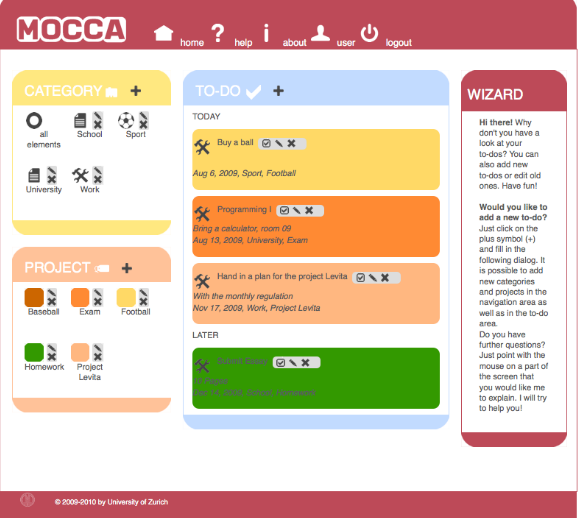 MOCCA
home help about user logout
CATEGORY
all elements
School
Sport
University
Work
PROJECT
Baseball
Exam
Football
Homework
Project Levita
TO-DO
TODAY
Buy a ball
Aug 6, 2009, Sport, Football
Programming I
Bring a calculator, room 09
Aug 13, 2009, University, Exam
Hand in a plan for the project Levita
With the monthly regulation
Nov 17, 2009, Work, Project Levita
LATER
Submit Essay
10 Pages
Dec 14, 2009, School, Homework
WIZARD
Hi there! Why
don't you have a
look at your
to-dos? You can
also add new
to-dos or edit old
ones. Have fun!
Would you like to
add a new to-do?
Just click on the
plus symbol (+)
and fill in the
following dialog. It
is possible to add
new categories
and projects in the
navigation area as
well as in the to-do
area.
Do you have
further questions?
Just point with the
mouse on a part of
the screen that
you would like me
to explain. I will try
to help you!
© 2009-2010 by University of Zurich